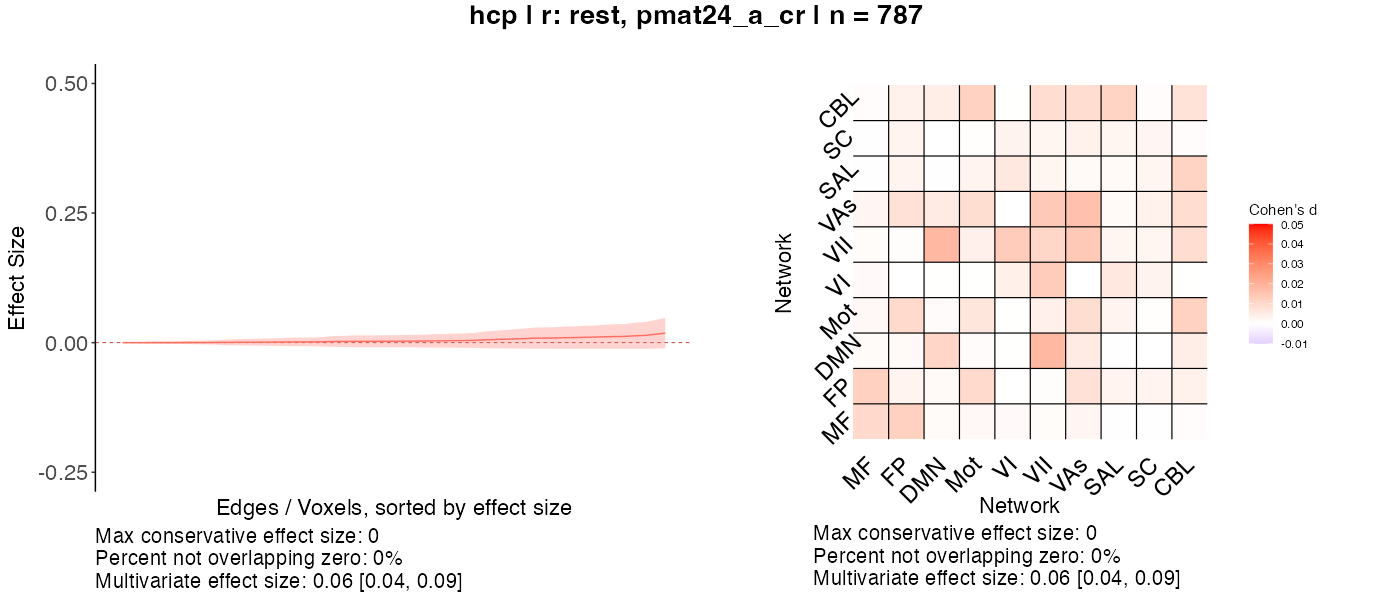 hcp | r: rest, pmat24_a_cr | n = 787
0.50
0.25
0.00
-0.25
Effect Size
Edges / Voxels, sorted by effect size
Max conservative effect size: 0
Percent not overlapping zero: 0%
Multivariate effect size: 0.06 [0.04, 0.09]
Network
CBL
SC
SAL
VAs
VII
VI
Mot
DMN
FP
MF
MF
FP
DMN
Mot
VI
VII
VAs
SAL
SC
CBL
Network
Max conservative effect size: 0
Percent not overlapping zero: 0%
Multivariate effect size: 0.06 [0.04, 0.09]
Cohen's d
0.05
0.04
0.03
0.02
0.01
0.00
-0.01